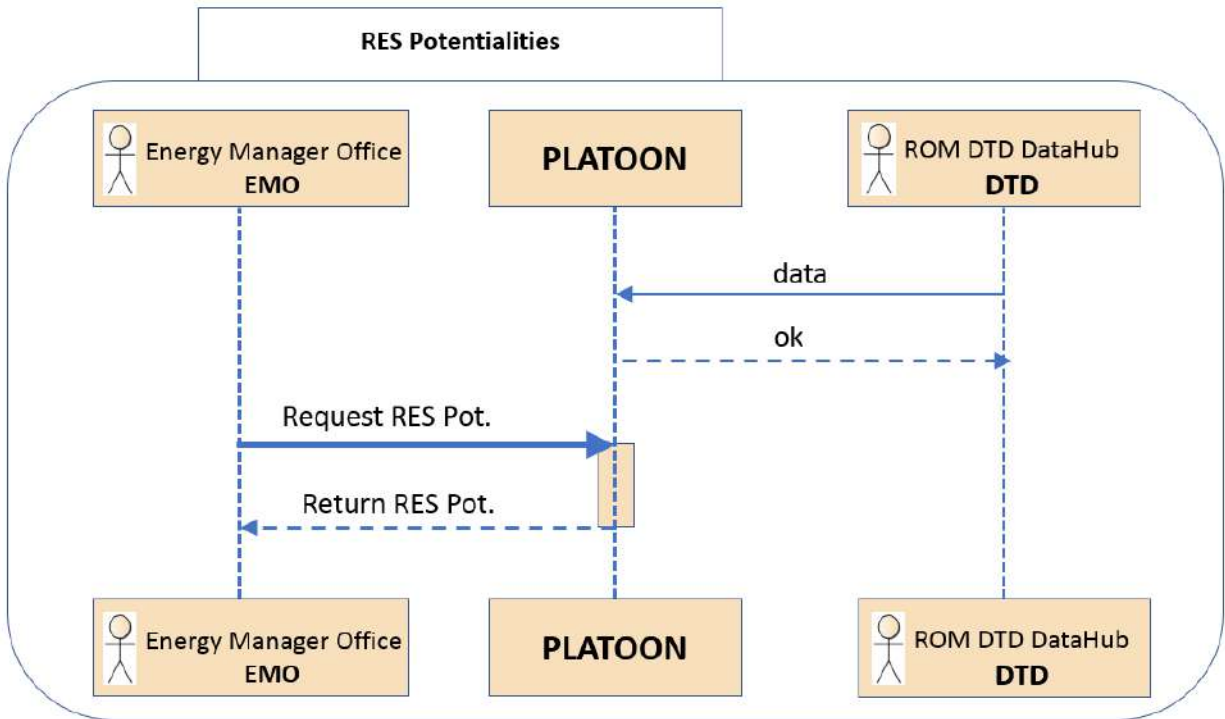 RES Potentialities
Energy Manager Office
EMO
PLATOON
ROM DTD DataHub
DTD
data
ok
Request RES Pot.
Return RES Pot.
Energy Manager Office
EMO
PLATOON
ROM DTD DataHub
DTD